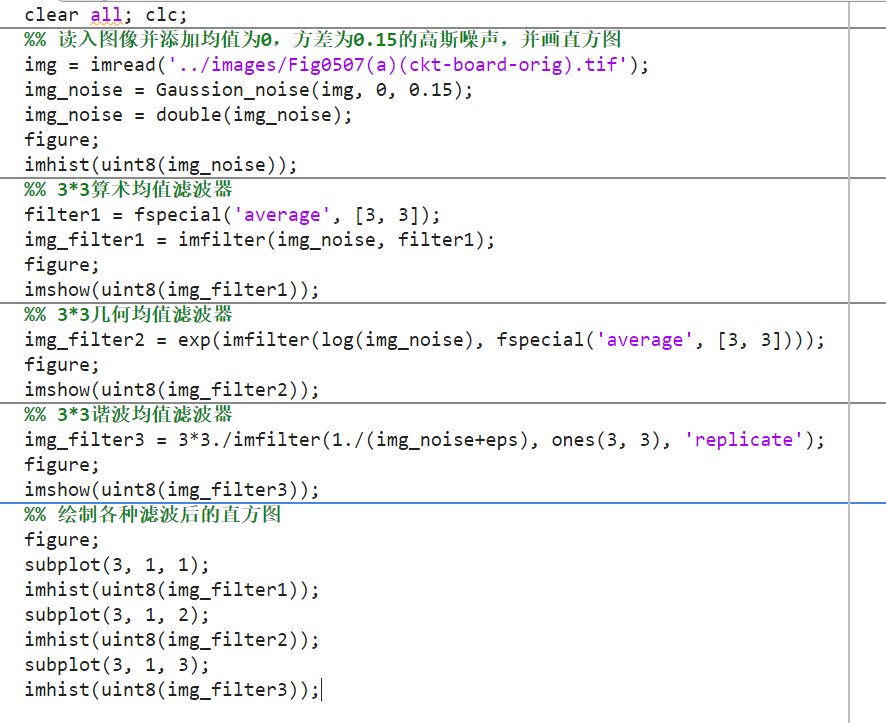 clear all; clc;
%% 读入图像并添加均值为0，方差为0.15的高斯噪声，并画直方图
img = imread('../images/Fig0507(a)(ckt-board-orig).tif');
img_noise = Gaussion_noise(img, 0, 0.15);
img_noise = double(img_noise);
figure;
imhist(uint8(img_noise));
%% 3*3算术均值滤波器
filter1 = fspecial('average', [3, 3]);
img_filter1 = imfilter(img_noise, filter1);
figure;
imshow(uint8(img_filter1));
%% 3*3几何均值滤波器
img_filter2 = exp(imfilter(log(img_noise), fspecial('average', [3, 3])));
figure;
imshow(uint8(img_filter2));
%% 3*3谐波均值滤波器
img_filter3 = 3*3./imfilter(1./(img_noise+eps), ones(3, 3), 'replicate');
figure;
imshow(uint8(img_filter3));
%% 绘制各种滤波后的直方图
figure;
subplot(3, 1, 1);
imhist(uint8(img_filter1));
subplot(3, 1, 2);
imhist(uint8(img_filter2));
subplot(3, 1, 3);
imhist(uint8(img_filter3));